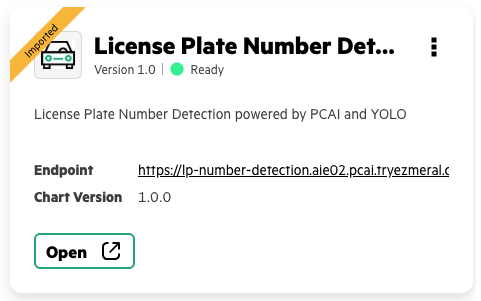 Imported
License Plate Number Det...
Version 1.0 | Ready
License Plate Number Detection powered by PCAI and YOLO
Endpoint https://lp-number-detection.aie02.pcai.tryezmeral.c
Chart Version 1.0.0
Open